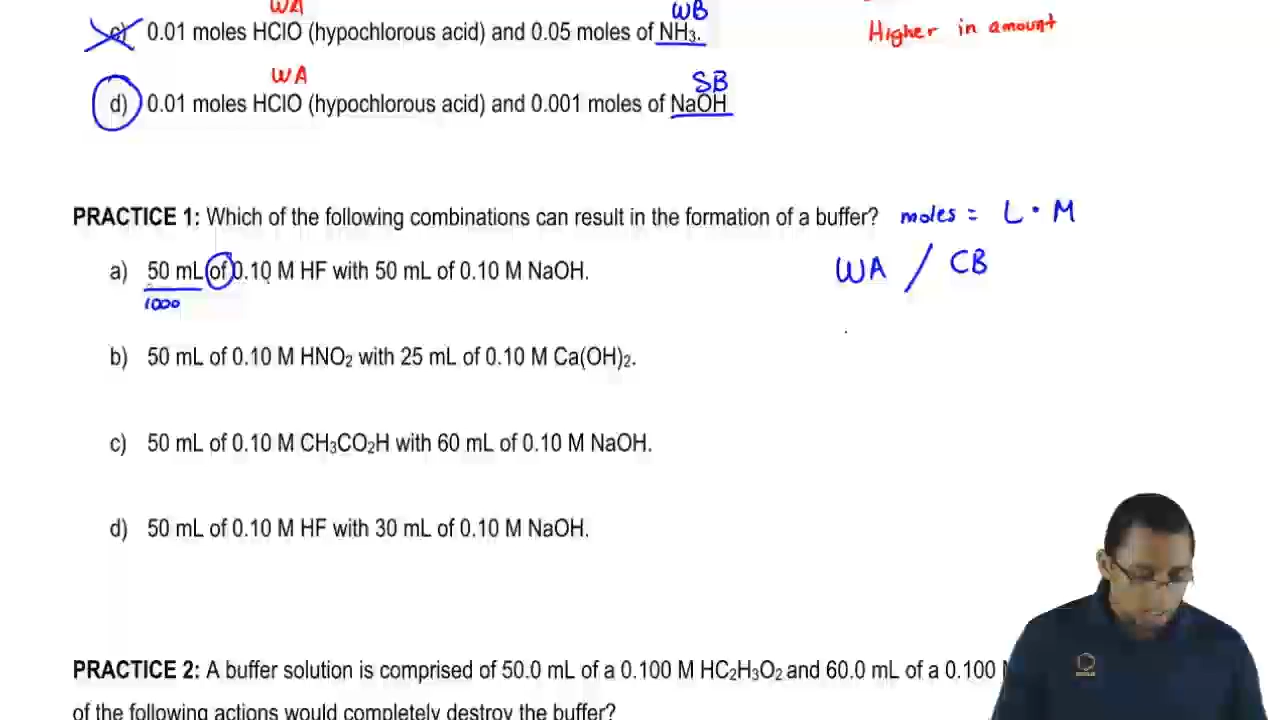 WA
WB
c) 0.01 moles HClO (hypochlorous acid) and 0.05 moles of NH₃.
Higher in amount
WA
SB
d) 0.01 moles HClO (hypochlorous acid) and 0.001 moles of NaOH
PRACTICE 1: Which of the following combinations can result in the formation of a buffer? moles = L · M
a) 50 mL of 0.10 M HF with 50 mL of 0.10 M NaOH.
WA / CB
1000
b) 50 mL of 0.10 M HNO₂ with 25 mL of 0.10 M Ca(OH)₂.
c) 50 mL of 0.10 M CH₃CO₂H with 60 mL of 0.10 M NaOH.
d) 50 mL of 0.10 M HF with 30 mL of 0.10 M NaOH.
PRACTICE 2: A buffer solution is comprised of 50.0 mL of a 0.100 M HC₂H₃O₂ and 60.0 mL of a 0.100
of the following actions would completely destroy the buffer?